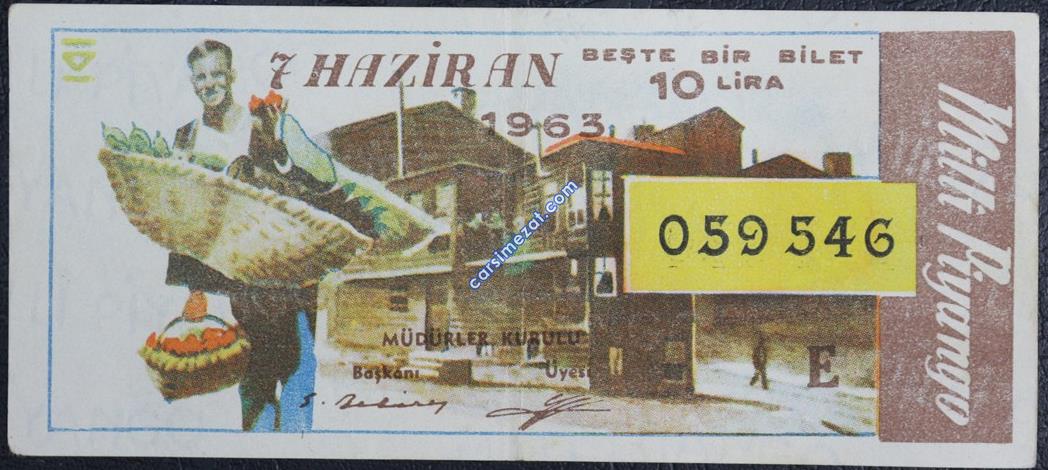 7 HAZİRAN
1963
BEŞTE BİR BİLET
10 LİRA
Milli Piyango
059 546
carsimezat.com
MÜDÜRLER KURULU
Başkanı Üyesi
E